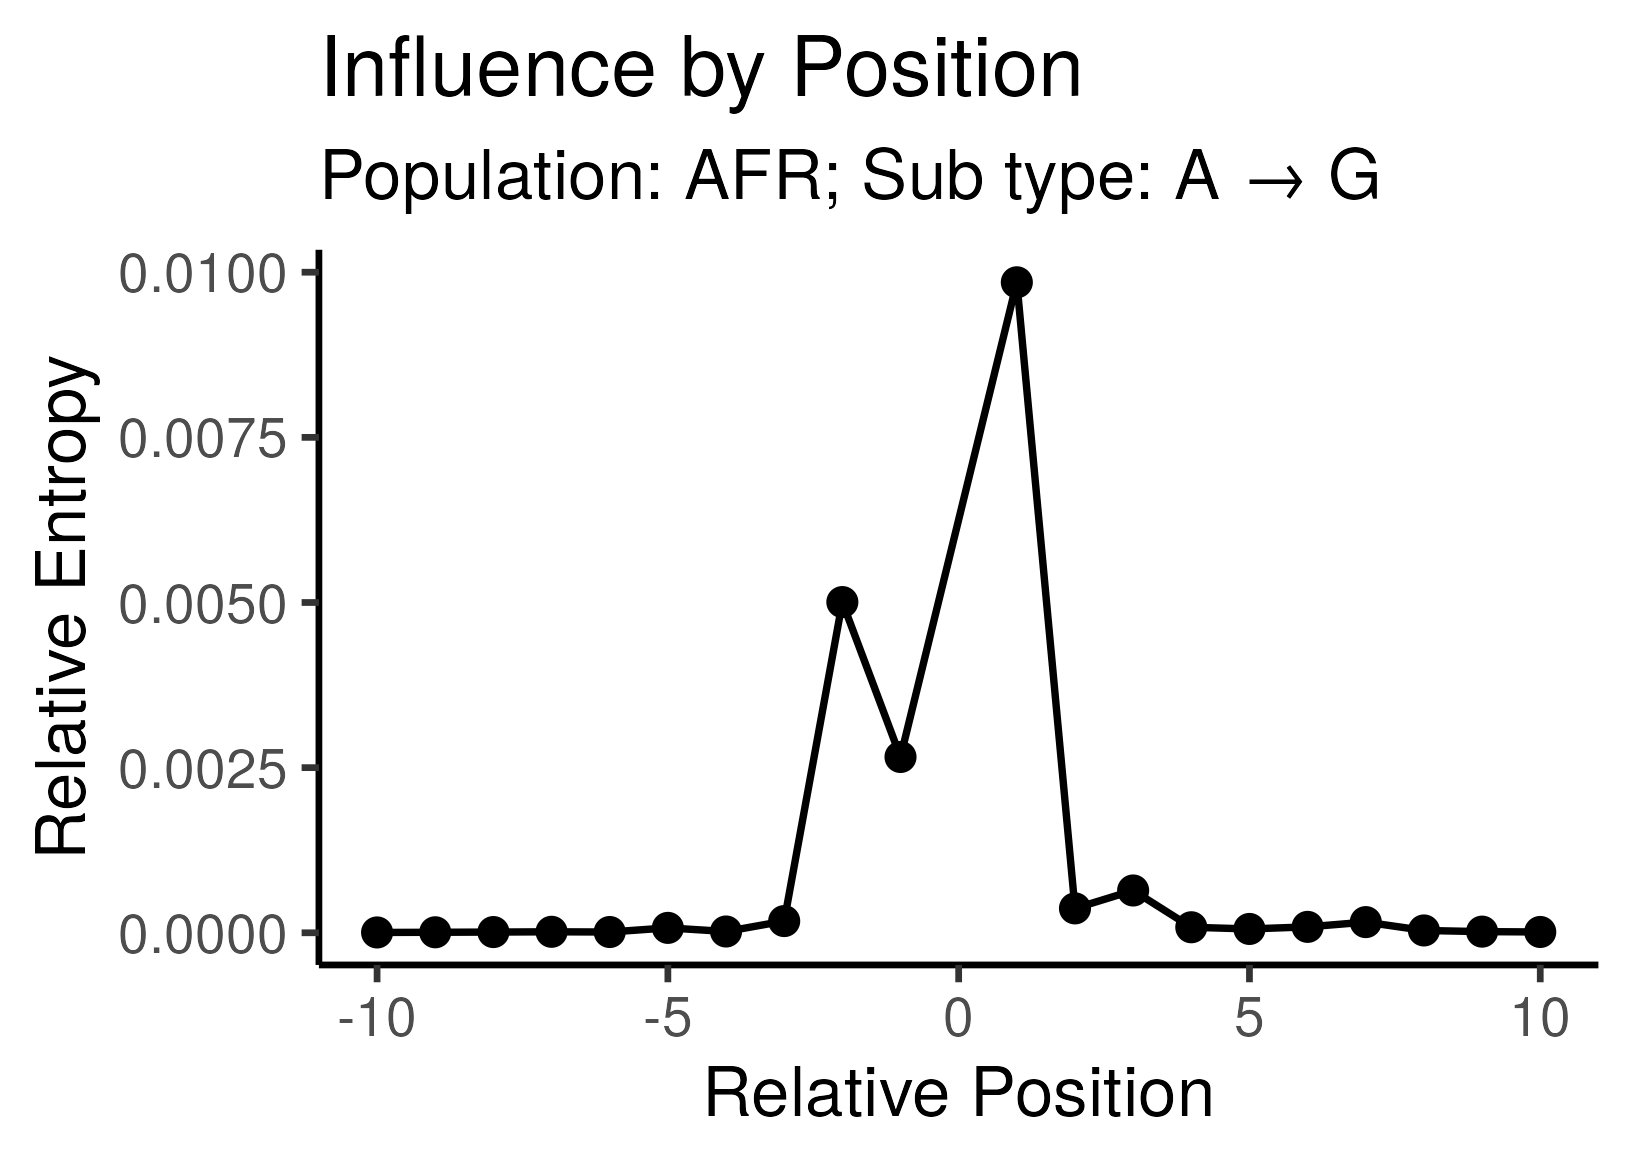 Influence by Position
Population: AFR; Sub type: A → G
Relative Entropy
0.0100
0.0075
0.0050
0.0025
0.0000
-10 -5 0 5 10
Relative Position